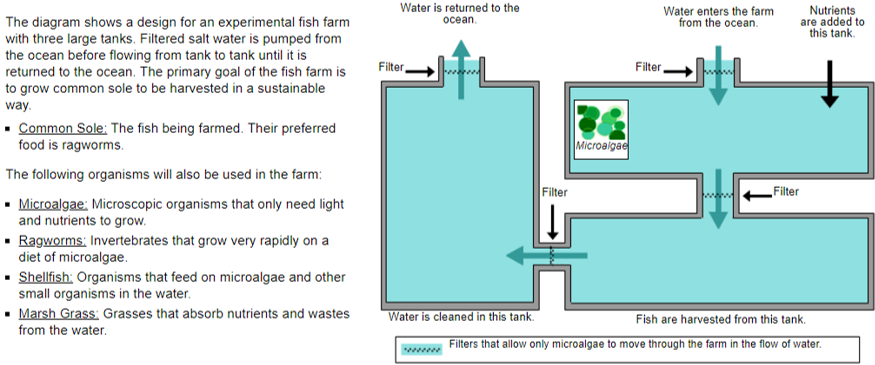 The diagram shows a design for an experimental fish farm
with three large tanks. Filtered salt water is pumped from
the ocean before flowing from tank to tank until it is
returned to the ocean. The primary goal of the fish farm is
to grow common sole to be harvested in a sustainable
way.
▪ Common Sole: The fish being farmed. Their preferred
food is ragworms.
The following organisms will also be used in the farm:
▪ Microalgae: Microscopic organisms that only need light
and nutrients to grow.
▪ Ragworms: Invertebrates that grow very rapidly on a
diet of microalgae.
▪ Shellfish: Organisms that feed on microalgae and other
small organisms in the water.
▪ Marsh Grass: Grasses that absorb nutrients and wastes
from the water.
Water is returned to the
ocean.
Water enters the farm
from the ocean.
Nutrients
are added to
this tank.
Filter
Filter
Microalgae
Filter
Filter
Water is cleaned in this tank.
Fish are harvested from this tank.
Filters that allow only microalgae to move through the farm in the flow of water.